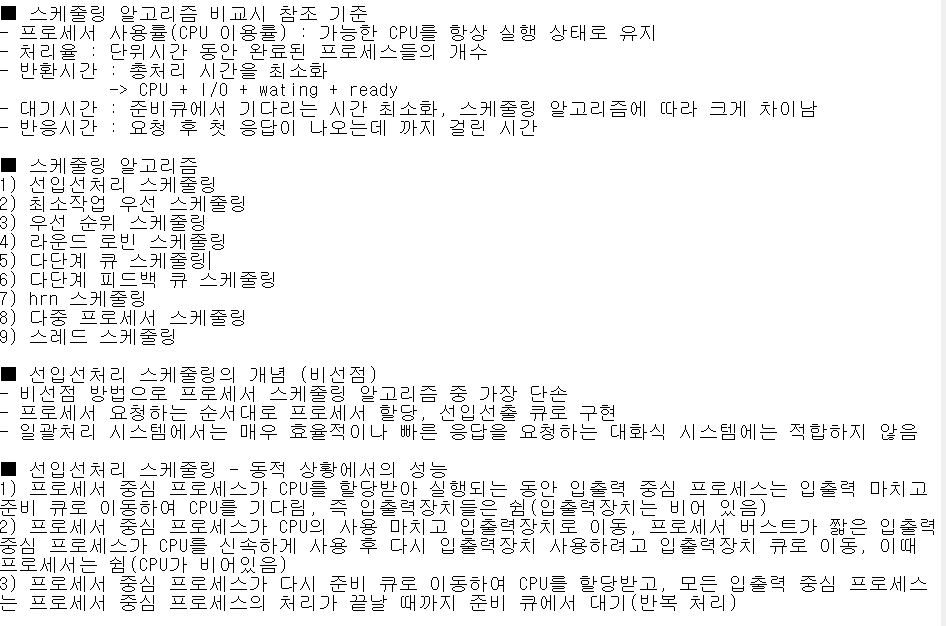 ■ 스케줄링 알고리즘 비교시 참조 기준
- 프로세서 사용률(CPU 이용률) : 가능한 CPU를 항상 실행 상태로 유지
- 처리율 : 단위시간 동안 완료된 프로세스들의 개수
- 반환시간 : 총처리 시간을 최소화
-> CPU + I/O + wating + ready
- 대기시간 : 준비큐에서 기다리는 시간 최소화, 스케줄링 알고리즘에 따라 크게 차이남
- 반응시간 : 요청 후 첫 응답이 나오는데 까지 걸린 시간
■ 스케줄링 알고리즘
1) 선입선처리 스케줄링
2) 최소작업 우선 스케줄링
3) 우선 순위 스케줄링
4) 라운드 로빈 스케줄링
5) 다단계 큐 스케줄링
6) 다단계 피드백 큐 스케줄링
7) hrn 스케줄링
8) 다중 프로세서 스케줄링
9) 스레드 스케줄링
■ 선입선처리 스케줄링의 개념 (비선점)
- 비선점 방법으로 프로세서 스케줄링 알고리즘 중 가장 단손
- 프로세서 요청하는 순서대로 프로세서 할당, 선입선출 큐로 구현
- 일괄처리 시스템에서는 매우 효율적이나 빠른 응답을 요청하는 대화식 시스템에는 적합하지 않음
■ 선입선처리 스케줄링 - 동적 상황에서의 성능
1) 프로세서 중심 프로세스가 CPU를 할당받아 실행되는 동안 입출력 중심 프로세스는 입출력 마치고
준비 큐로 이동하여 CPU를 기다림, 즉 입출력장치들은 쉼(입출력장치는 비어 있음)
2) 프로세서 중심 프로세스가 CPU의 사용 마치고 입출력장치로 이동, 프로세서 버스트가 짧은 입출력
중심 프로세스가 CPU를 신속하게 사용 후 다시 입출력장치 사용하려고 입출력장치 큐로 이동, 이때
프로세서는 쉼(CPU가 비어있음)
3) 프로세서 중심 프로세스가 다시 준비 큐로 이동하여 CPU를 할당받고, 모든 입출력 중심 프로세스
는 프로세서 중심 프로세스의 처리가 끝날 때까지 준비 큐에서 대기(반복 처리)